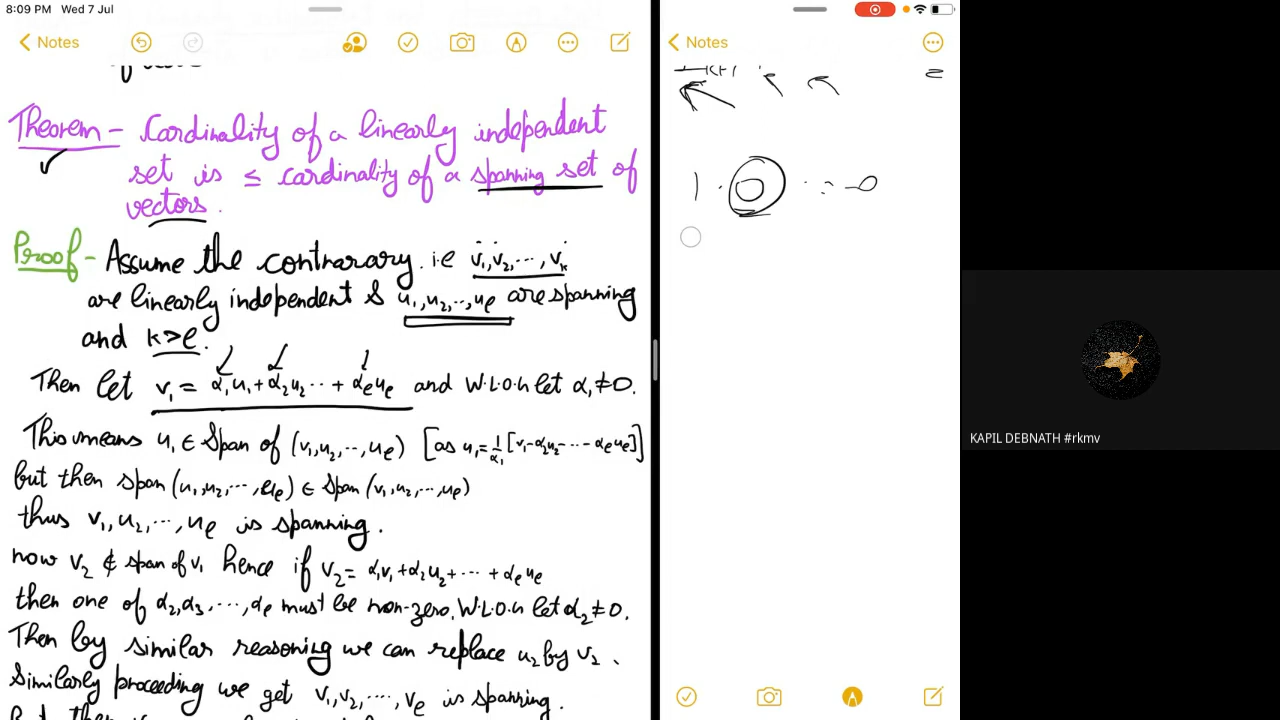 8:09 PM Wed 7 Jul
Notes
Theorem - Cardinality of a linearly independent
set is ≤ cardinality of a spanning set of
vectors.
Proof - Assume the contrarary. i.e v₁, v₂, ..., vₖ
are linearly independent & u₁, u₂, .., uₗ are spanning
and k>l.
Then let v₁ = α₁u₁ + α₂u₂ ... + αₗuₗ and W.L.O.G let α₁ ≠ 0.
This means u₁ ∈ Span of (v₁, u₂, ..., uₗ) [as u₁ = 1/α₁ [v₁-α₂u₂- ... -αₗuₗ]]
but then span (u₁, u₂, ..., uₗ) ∈ Span (v₁, u₂, ..., uₗ)
thus v₁, u₂, ..., uₗ is spanning.
now v₂ ∉ span of v₁ hence if v₂ = α₁v₁ + α₂u₂ + ... + αₗuₗ
then one of α₂, α₃, ..., αₗ must be non-zero. W.L.O.G let α₂ ≠ 0.
Then by similar reasoning we can replace u₂ by v₂.
Similarly proceeding we get v₁, v₂, ..., vₗ is spanning.
Notes
1 · 0 ... = 0
KAPIL DEBNATH #rkmv